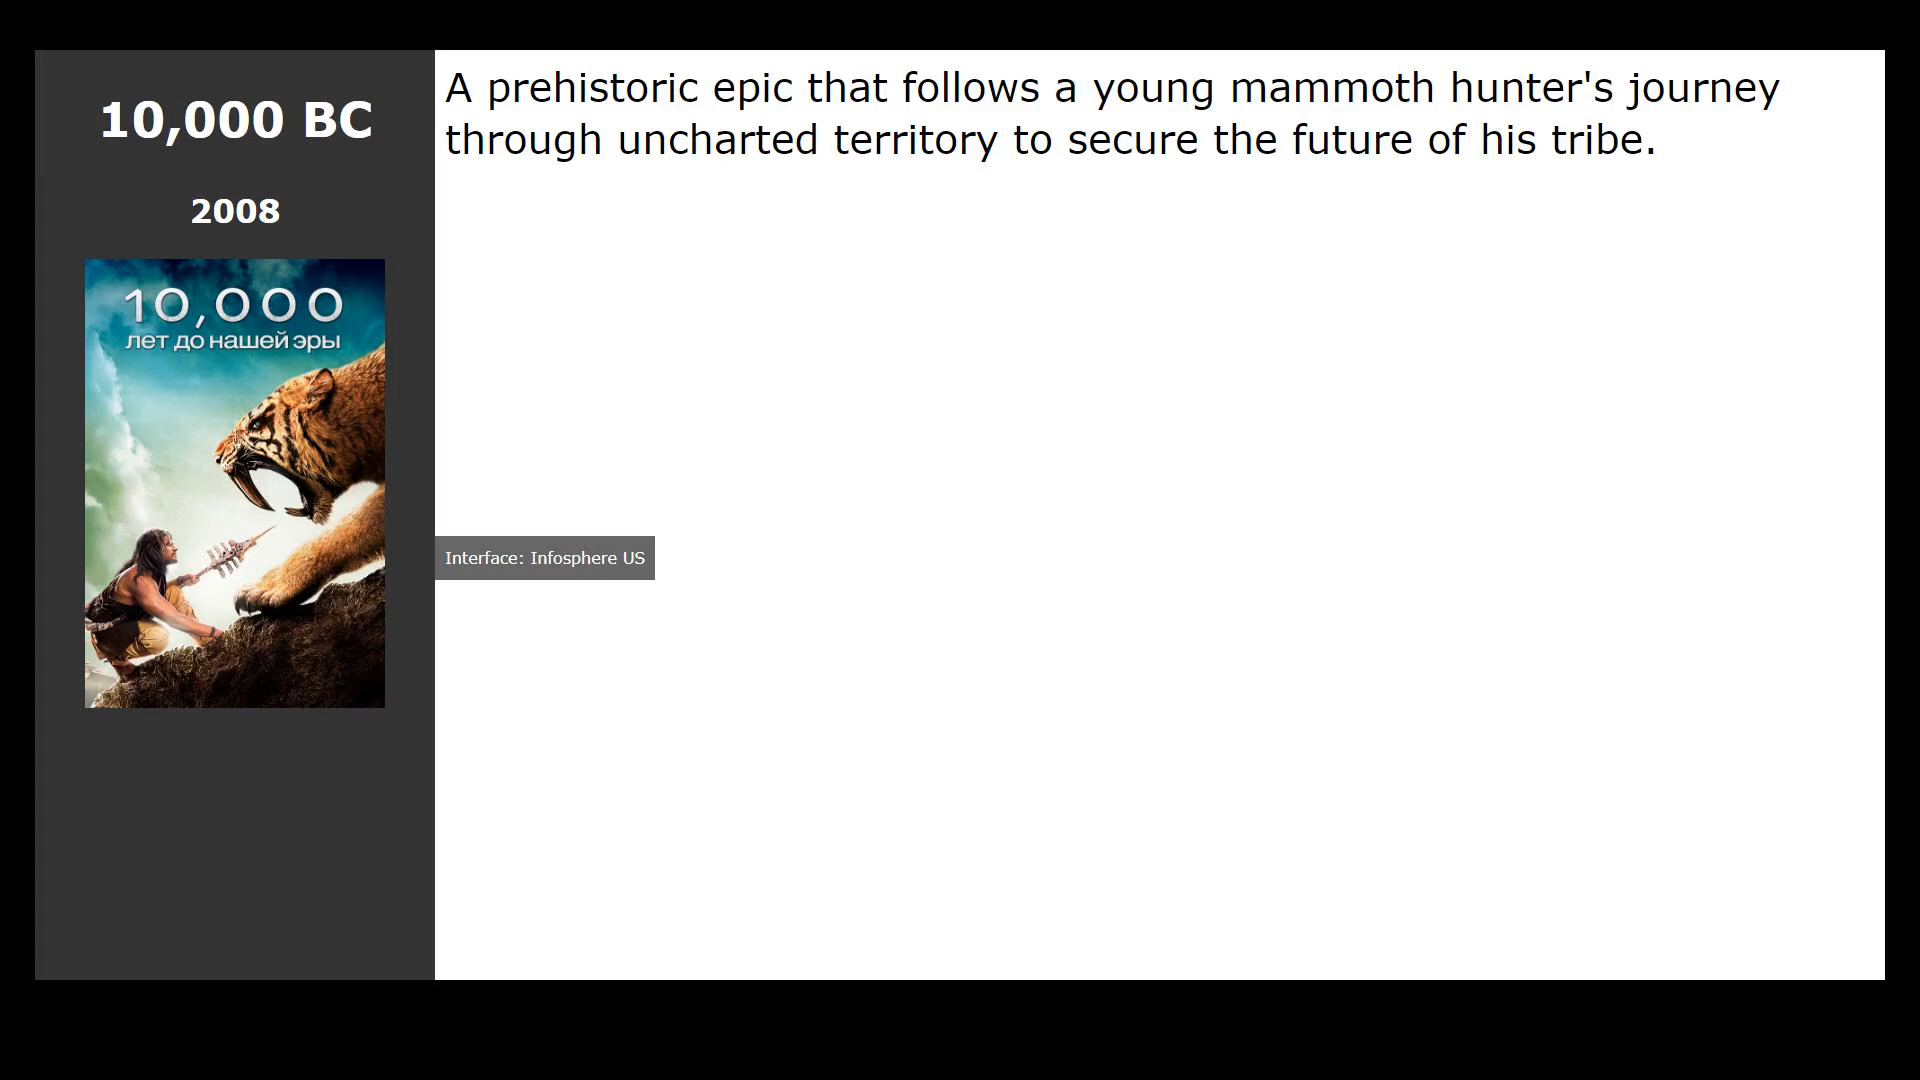 10,000 BC
2008
10,000
лет до нашей эры
A prehistoric epic that follows a young mammoth hunter's journey
through uncharted territory to secure the future of his tribe.
Interface: Infosphere US